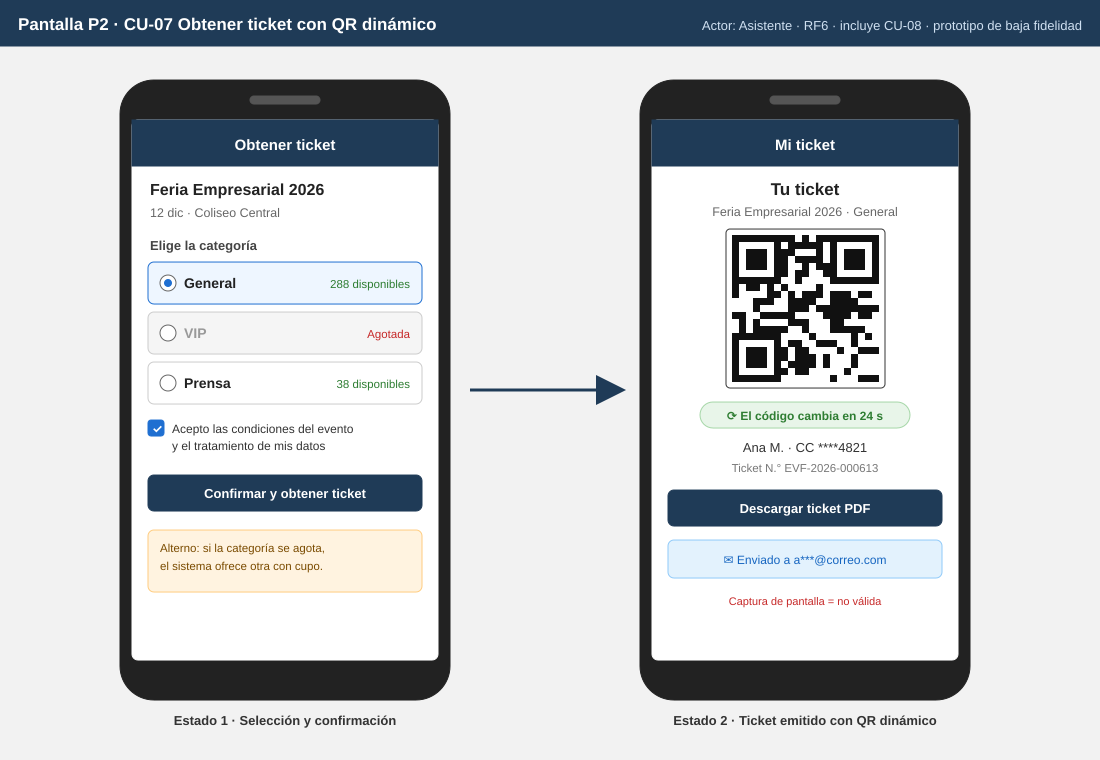 Pantalla P2 · CU-07 Obtener ticket con QR dinámico
Actor: Asistente · RF6 · incluye CU-08 · prototipo de baja fidelidad
Obtener ticket
Feria Empresarial 2026
12 dic · Coliseo Central
Elige la categoría
General 288 disponibles
VIP Agotada
Prensa 38 disponibles
Acepto las condiciones del evento
y el tratamiento de mis datos
Confirmar y obtener ticket
Alterno: si la categoría se agota,
el sistema ofrece otra con cupo.
Estado 1 · Selección y confirmación
Mi ticket
Tu ticket
Feria Empresarial 2026 · General
⟳ El código cambia en 24 s
Ana M. · CC ****4821
Ticket N.° EVF-2026-000613
Descargar ticket PDF
✉ Enviado a a***@correo.com
Captura de pantalla = no válida
Estado 2 · Ticket emitido con QR dinámico